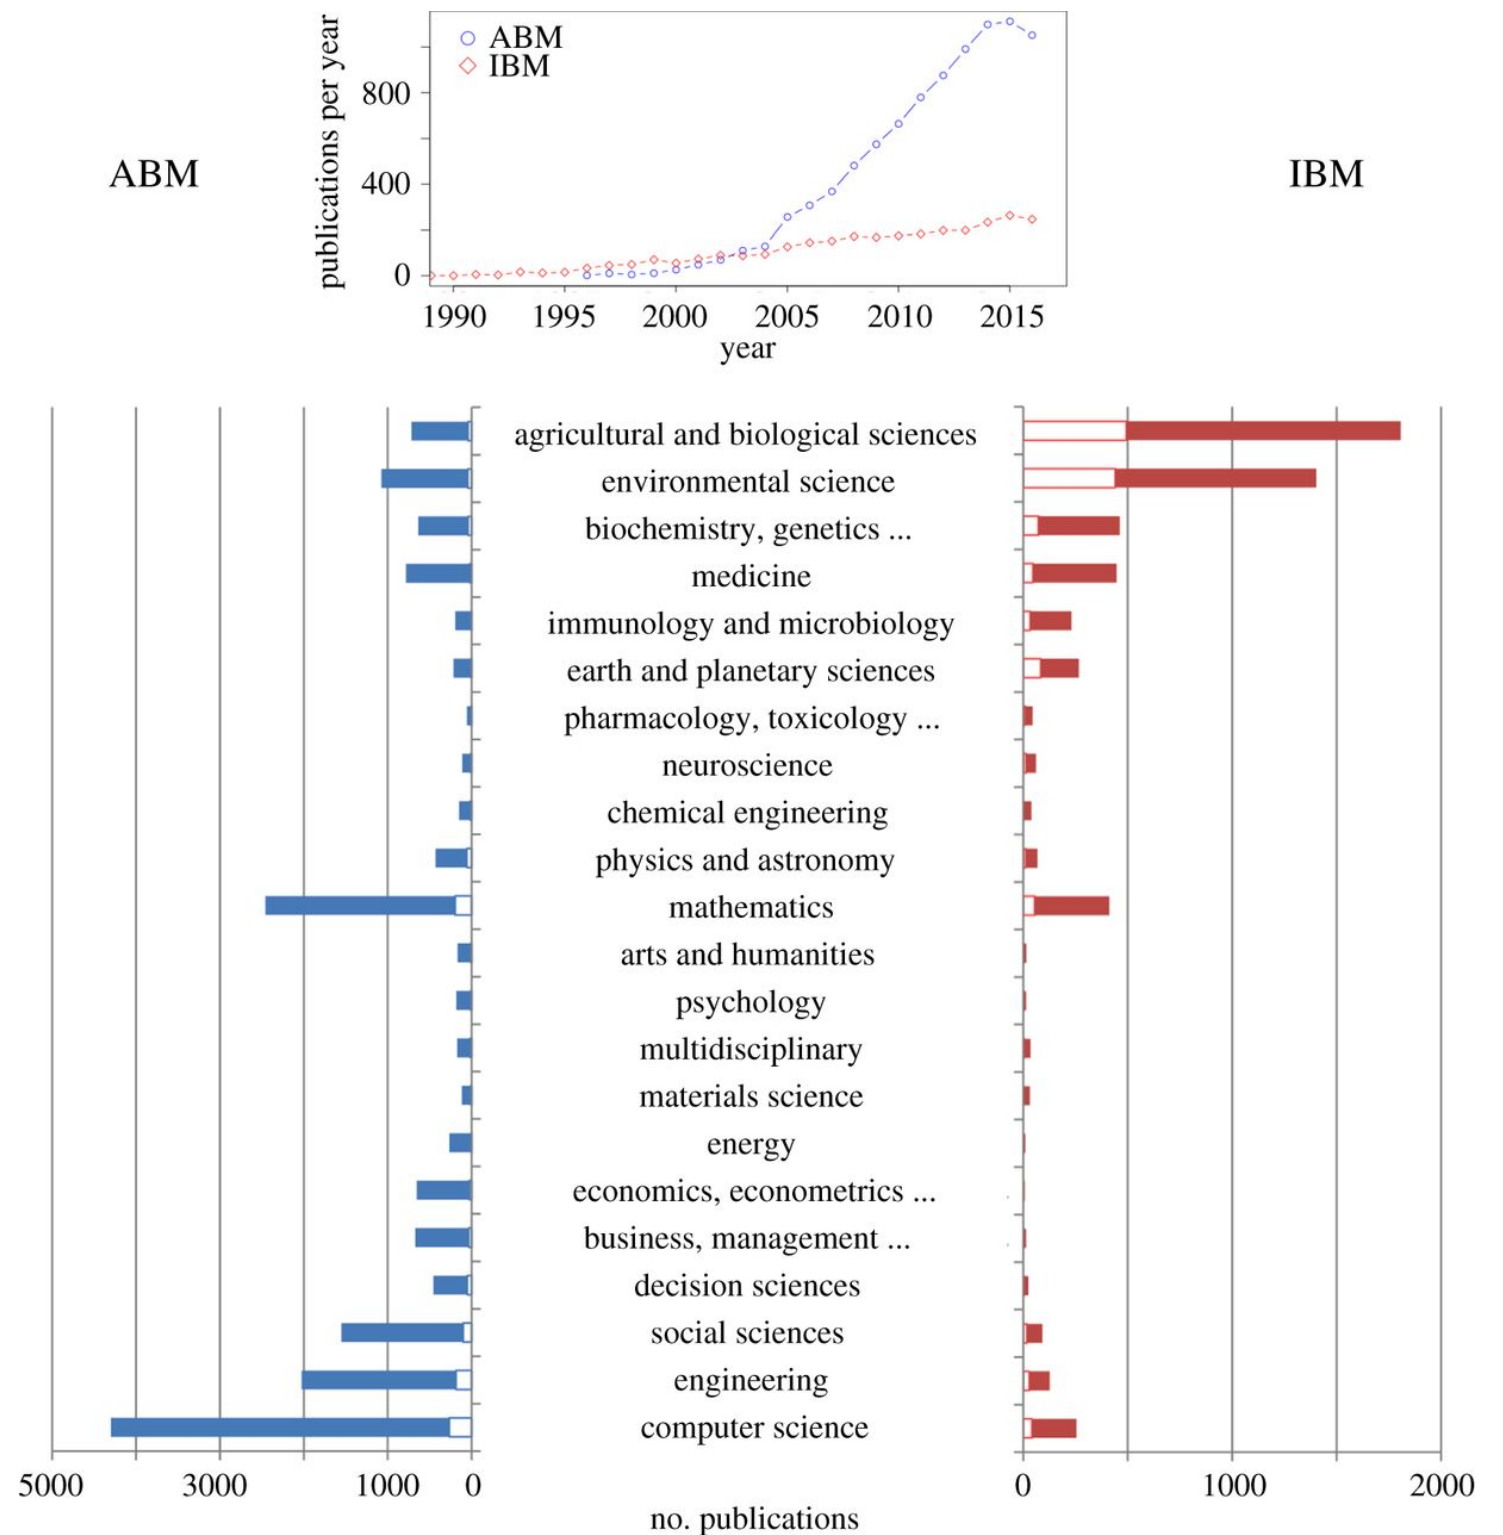 publications per year
ABM
IBM
800
400
0
1990 1995 2000 2005 2010 2015
year
ABM
IBM
agricultural and biological sciences
environmental science
biochemistry, genetics ...
medicine
immunology and microbiology
earth and planetary sciences
pharmacology, toxicology ...
neuroscience
chemical engineering
physics and astronomy
mathematics
arts and humanities
psychology
multidisciplinary
materials science
energy
economics, econometrics ...
business, management ...
decision sciences
social sciences
engineering
computer science
5000 3000 1000 0
0 1000 2000
no. publications